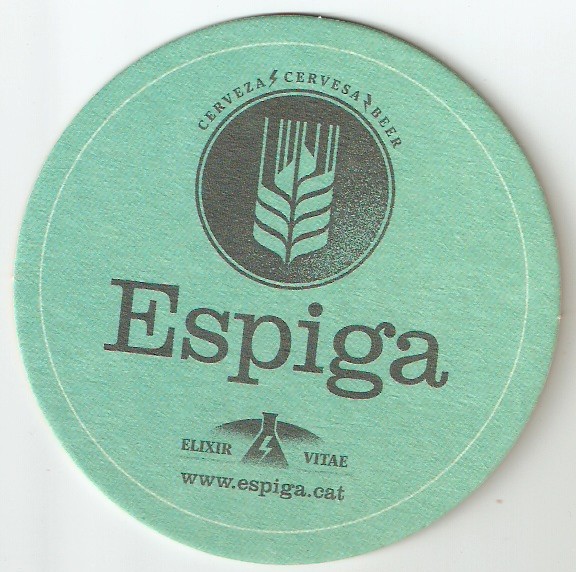 CERVEZA CERVESA BEER
Espiga
ELIXIR VITAE
www.espiga.cat